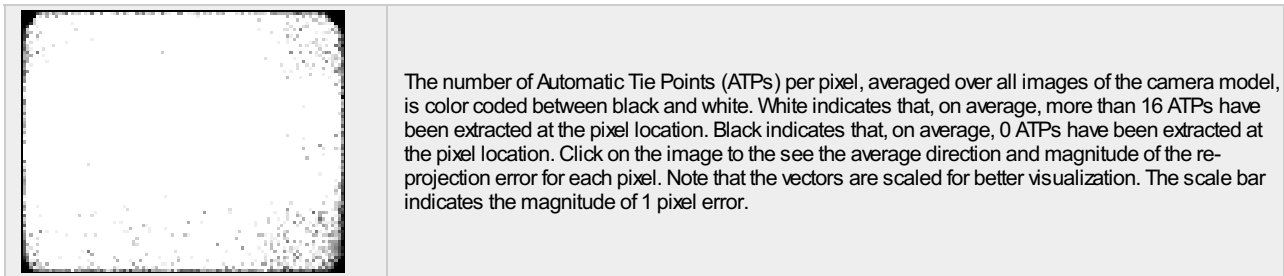 The number of Automatic Tie Points (ATPs) per pixel, averaged over all images of the camera model,
is color coded between black and white. White indicates that, on average, more than 16 ATPs have
been extracted at the pixel location. Black indicates that, on average, 0 ATPs have been extracted at
the pixel location. Click on the image to the see the average direction and magnitude of the re-
projection error for each pixel. Note that the vectors are scaled for better visualization. The scale bar
indicates the magnitude of 1 pixel error.